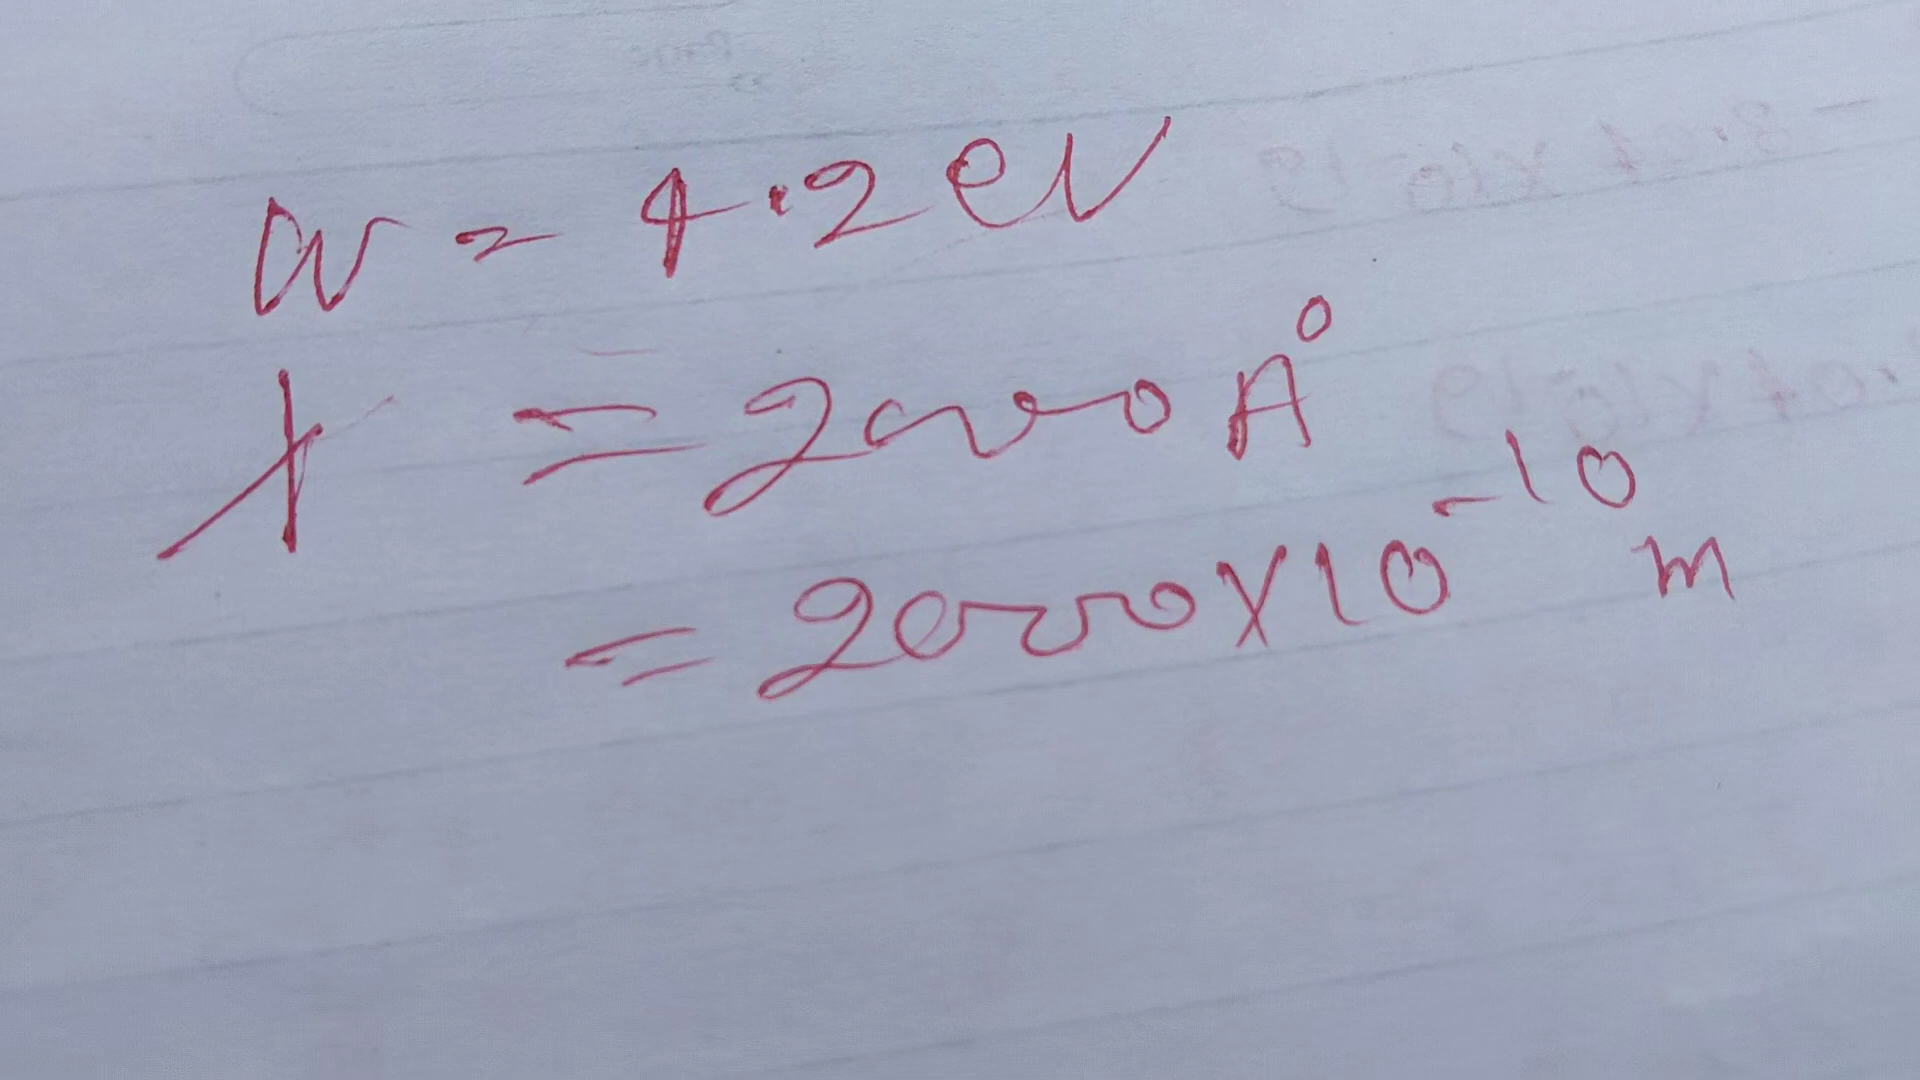 W = 4.2 eV
λ = 2000 A°
= 2000 X 10⁻¹⁰ m